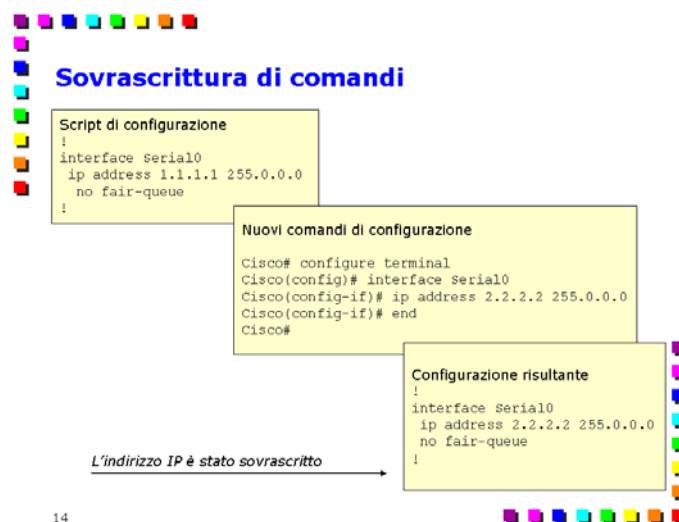 Sovrascrittura di comandi
Script di configurazione
!
interface Serial0
ip address 1.1.1.1 255.0.0.0
no fair-queue
!
Nuovi comandi di configurazione
Cisco# configure terminal
Cisco(config)# interface Serial0
Cisco(config-if)# ip address 2.2.2.2 255.0.0.0
Cisco(config-if)# end
Cisco#
Configurazione risultante
!
interface Serial0
ip address 2.2.2.2 255.0.0.0
no fair-queue
!
L'indirizzo IP è stato sovrascritto
14